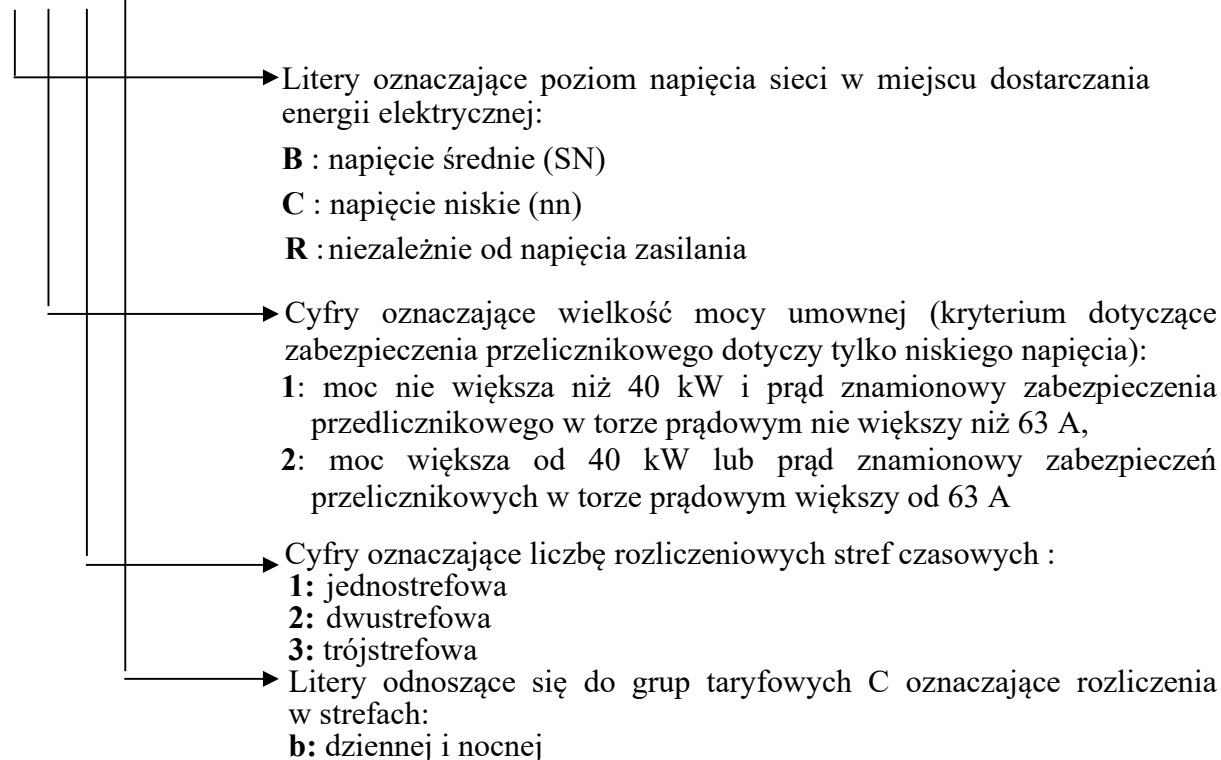 Litery oznaczające poziom napięcia sieci w miejscu dostarczania
energii elektrycznej:
B : napięcie średnie (SN)
C : napięcie niskie (nn)
R : niezależnie od napięcia zasilania
Cyfry oznaczające wielkość mocy umownej (kryterium dotyczące
zabezpieczenia przelicznikowego dotyczy tylko niskiego napięcia):
1: moc nie większa niż 40 kW i prąd znamionowy zabezpieczenia
przedlicznikowego w torze prądowym nie większy niż 63 A,
2: moc większa od 40 kW lub prąd znamionowy zabezpieczeń
przelicznikowych w torze prądowym większy od 63 A
Cyfry oznaczające liczbę rozliczeniowych stref czasowych :
1: jednostrefowa
2: dwustrefowa
3: trójstrefowa
Litery odnoszące się do grup taryfowych C oznaczające rozliczenia
w strefach:
b: dziennej i nocnej